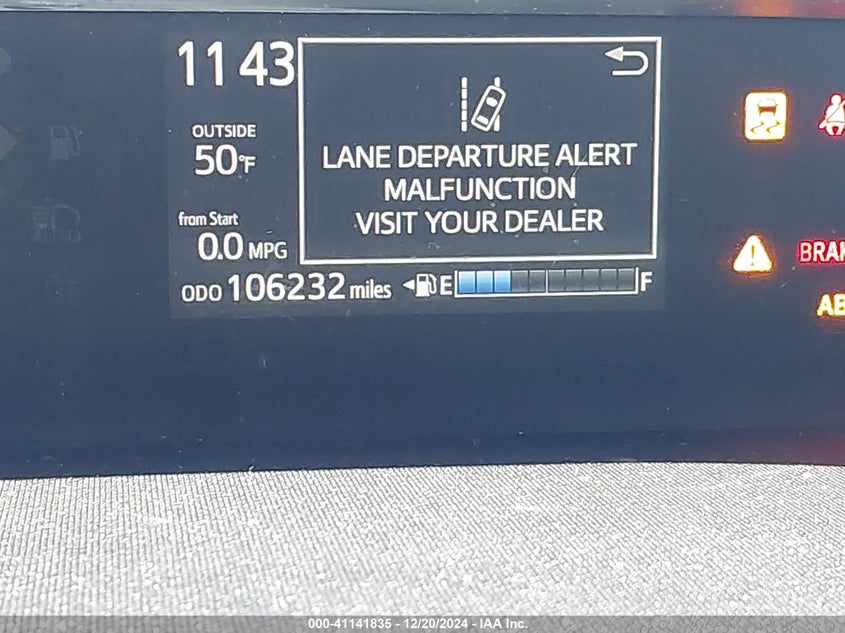 11 43
OUTSIDE
50°F
from Start
0.0 MPG
LANE DEPARTURE ALERT
MALFUNCTION
VISIT YOUR DEALER
ODO 106232 miles
E F
BRAK
AB
000-41141835 - 12/20/2024 - IAA Inc.